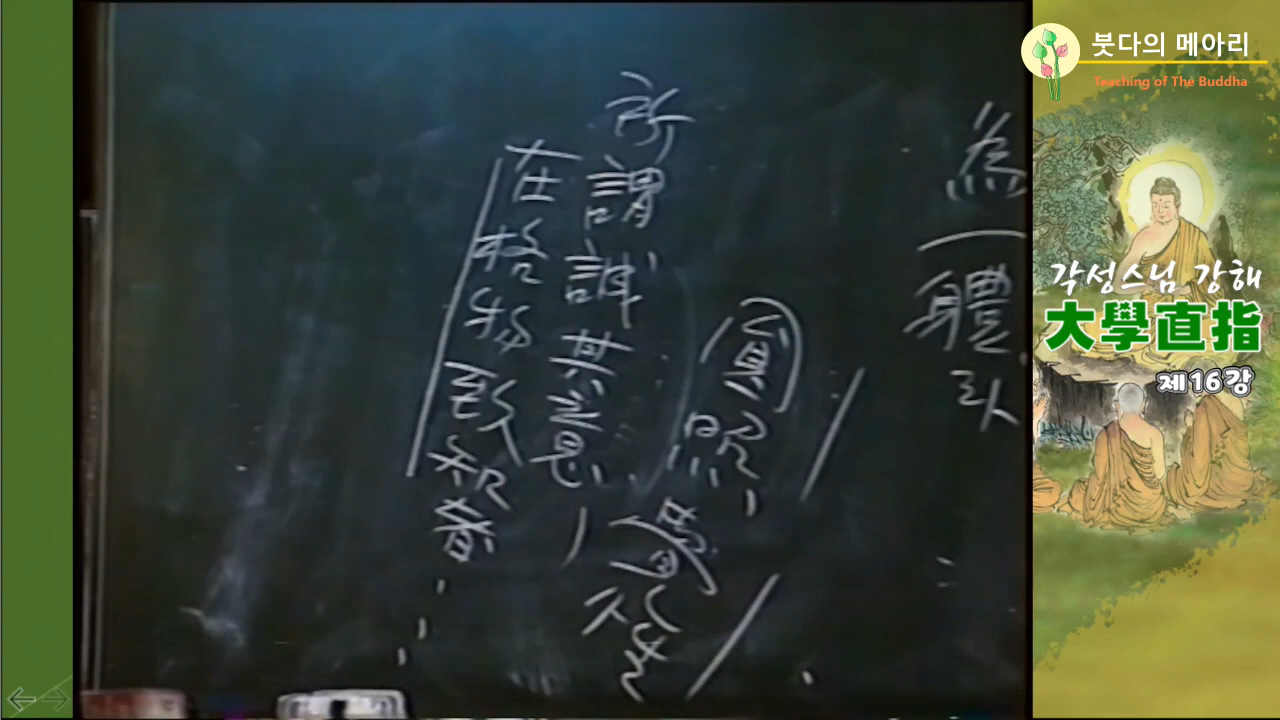 為一體 引
圓照
所謂誠其意
在格物致知者
붓다의 메아리
Teaching of The Buddha
각성스님 강해
大學直指
제16강